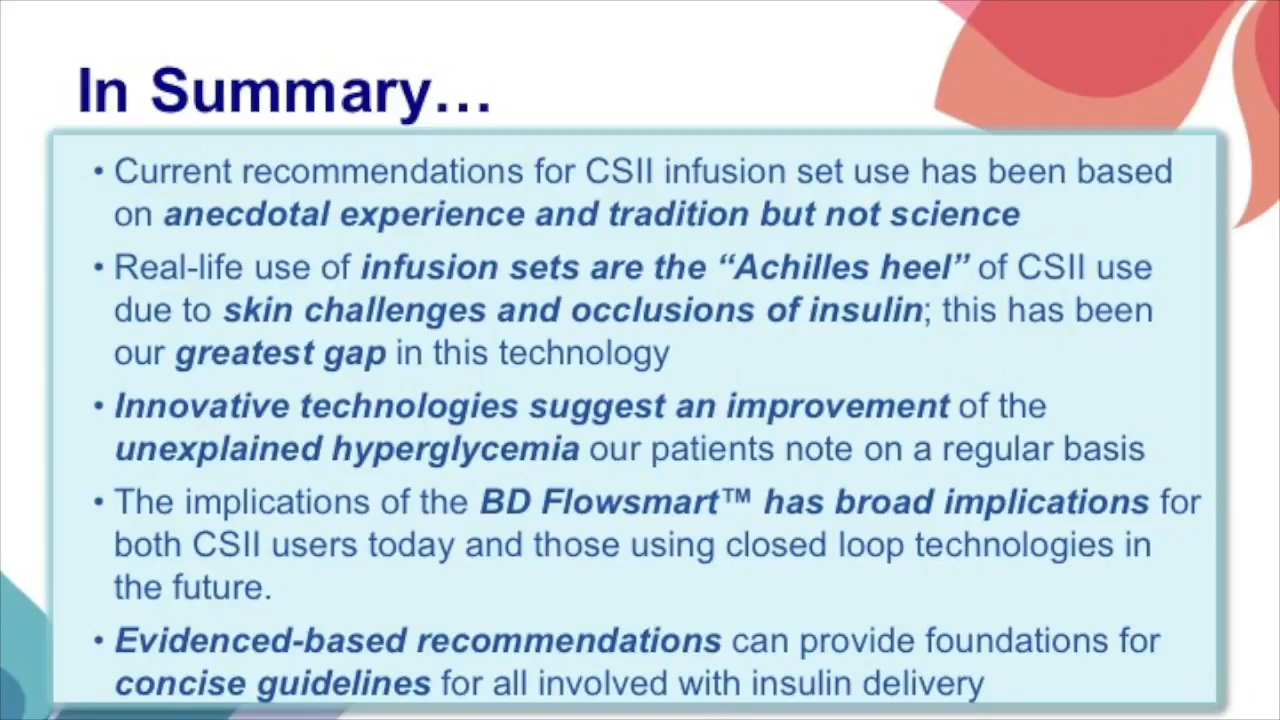 In Summary…
• Current recommendations for CSII infusion set use has been based
on anecdotal experience and tradition but not science
• Real-life use of infusion sets are the “Achilles heel” of CSII use
due to skin challenges and occlusions of insulin; this has been
our greatest gap in this technology
• Innovative technologies suggest an improvement of the
unexplained hyperglycemia our patients note on a regular basis
• The implications of the BD Flowsmart™ has broad implications for
both CSII users today and those using closed loop technologies in
the future.
• Evidenced-based recommendations can provide foundations for
concise guidelines for all involved with insulin delivery